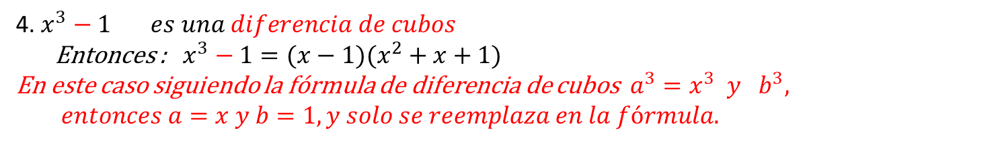 4. x³ − 1 es una diferencia de cubos
Entonces: x³ − 1 = (x − 1)(x² + x + 1)
En este caso siguiendo la fórmula de diferencia de cubos a³ = x³ y b³,
entonces a = x y b = 1, y solo se reemplaza en la fórmula.